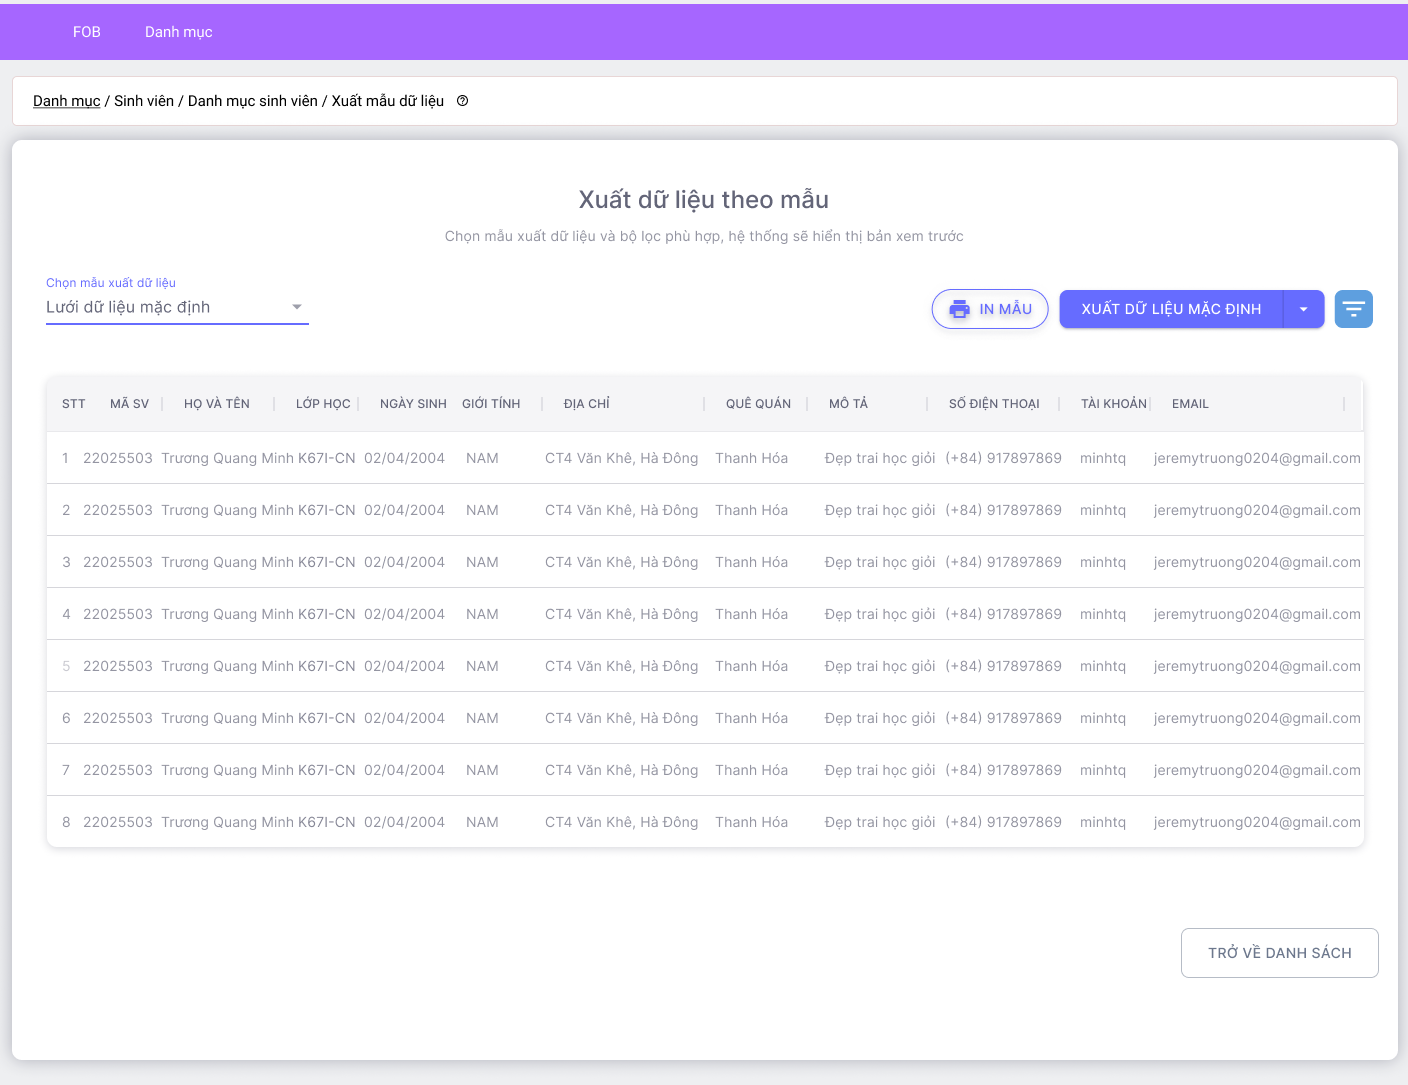 FOB Danh mục
Danh mục / Sinh viên / Danh mục sinh viên / Xuất mẫu dữ liệu
Xuất dữ liệu theo mẫu
Chọn mẫu xuất dữ liệu và bộ lọc phù hợp, hệ thống sẽ hiển thị bản xem trước
Chọn mẫu xuất dữ liệu
Lưới dữ liệu mặc định
IN MẪU XUẤT DỮ LIỆU MẶC ĐỊNH
STT MÃ SV HỌ VÀ TÊN LỚP HỌC NGÀY SINH GIỚI TÍNH ĐỊA CHỈ QUÊ QUÁN MÔ TẢ SỐ ĐIỆN THOẠI TÀI KHOẢN EMAIL
1 22025503 Trương Quang Minh K67I-CN 02/04/2004 NAM CT4 Văn Khê, Hà Đông Thanh Hóa Đẹp trai học giỏi (+84) 917897869 minhtq jeremytruong0204@gmail.com
2 22025503 Trương Quang Minh K67I-CN 02/04/2004 NAM CT4 Văn Khê, Hà Đông Thanh Hóa Đẹp trai học giỏi (+84) 917897869 minhtq jeremytruong0204@gmail.com
3 22025503 Trương Quang Minh K67I-CN 02/04/2004 NAM CT4 Văn Khê, Hà Đông Thanh Hóa Đẹp trai học giỏi (+84) 917897869 minhtq jeremytruong0204@gmail.com
4 22025503 Trương Quang Minh K67I-CN 02/04/2004 NAM CT4 Văn Khê, Hà Đông Thanh Hóa Đẹp trai học giỏi (+84) 917897869 minhtq jeremytruong0204@gmail.com
5 22025503 Trương Quang Minh K67I-CN 02/04/2004 NAM CT4 Văn Khê, Hà Đông Thanh Hóa Đẹp trai học giỏi (+84) 917897869 minhtq jeremytruong0204@gmail.com
6 22025503 Trương Quang Minh K67I-CN 02/04/2004 NAM CT4 Văn Khê, Hà Đông Thanh Hóa Đẹp trai học giỏi (+84) 917897869 minhtq jeremytruong0204@gmail.com
7 22025503 Trương Quang Minh K67I-CN 02/04/2004 NAM CT4 Văn Khê, Hà Đông Thanh Hóa Đẹp trai học giỏi (+84) 917897869 minhtq jeremytruong0204@gmail.com
8 22025503 Trương Quang Minh K67I-CN 02/04/2004 NAM CT4 Văn Khê, Hà Đông Thanh Hóa Đẹp trai học giỏi (+84) 917897869 minhtq jeremytruong0204@gmail.com
TRỞ VỀ DANH SÁCH